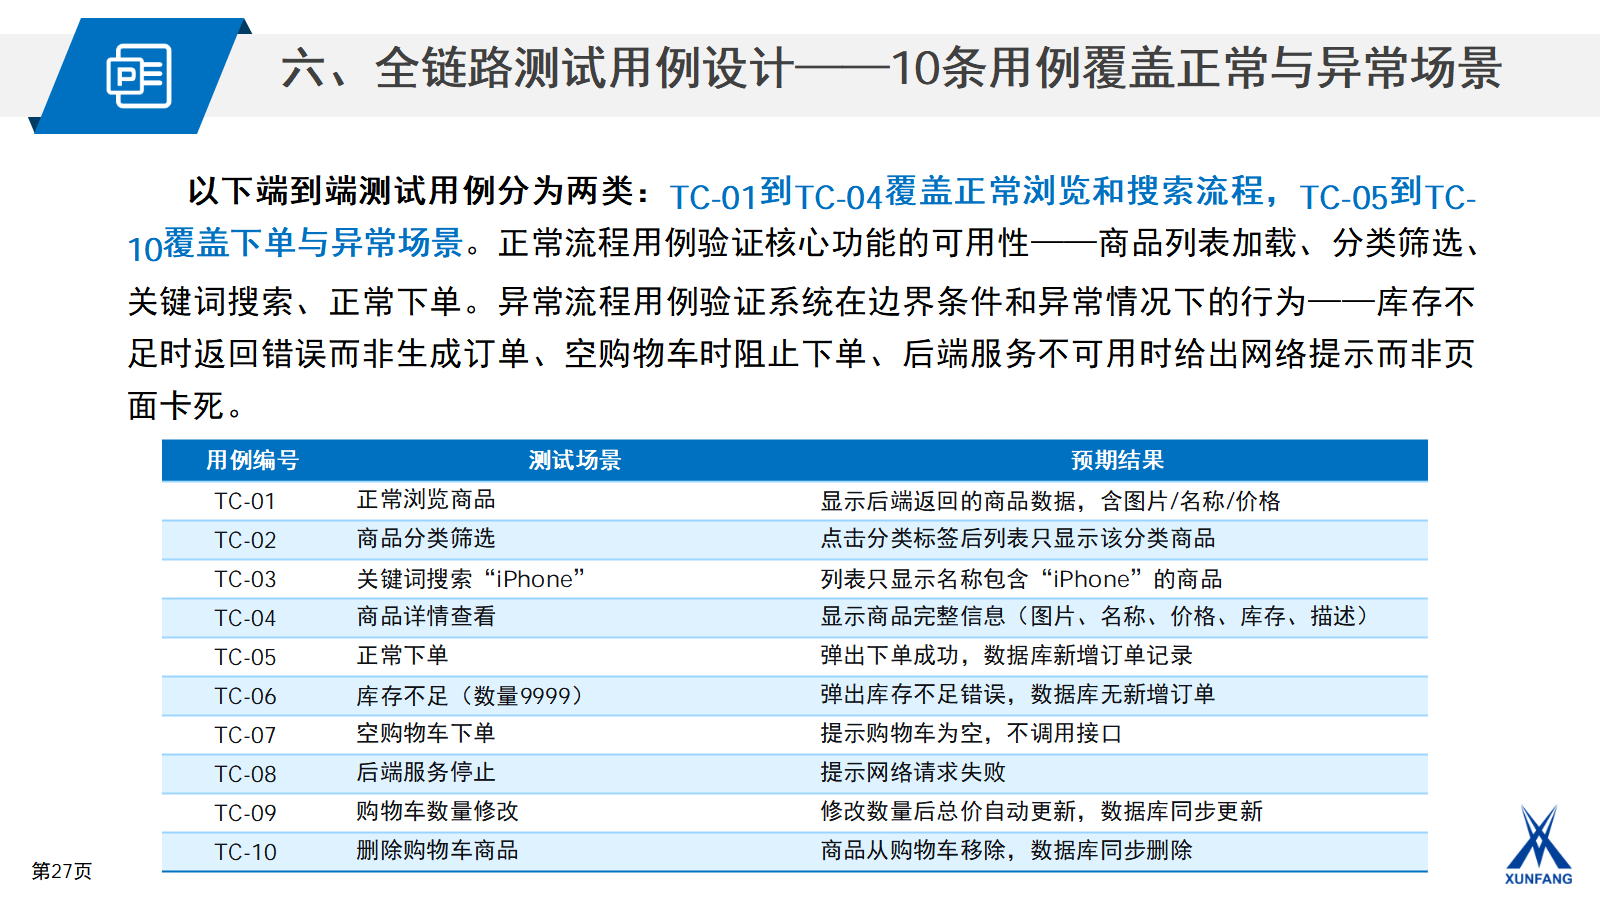 六、全链路测试用例设计——10条用例覆盖正常与异常场景
以下端到端测试用例分为两类：TC-01到TC-04覆盖正常浏览和搜索流程，TC-05到TC-
10覆盖下单与异常场景。正常流程用例验证核心功能的可用性——商品列表加载、分类筛选、
关键词搜索、正常下单。异常流程用例验证系统在边界条件和异常情况下的行为——库存不
足时返回错误而非生成订单、空购物车时阻止下单、后端服务不可用时给出网络提示而非页
面卡死。
用例编号 测试场景 预期结果
TC-01 正常浏览商品 显示后端返回的商品数据，含图片/名称/价格
TC-02 商品分类筛选 点击分类标签后列表只显示该分类商品
TC-03 关键词搜索“iPhone” 列表只显示名称包含“iPhone”的商品
TC-04 商品详情查看 显示商品完整信息（图片、名称、价格、库存、描述）
TC-05 正常下单 弹出下单成功，数据库新增订单记录
TC-06 库存不足（数量9999） 弹出库存不足错误，数据库无新增订单
TC-07 空购物车下单 提示购物车为空，不调用接口
TC-08 后端服务停止 提示网络请求失败
TC-09 购物车数量修改 修改数量后总价自动更新，数据库同步更新
TC-10 删除购物车商品 商品从购物车移除，数据库同步删除
第27页
XUNFANG